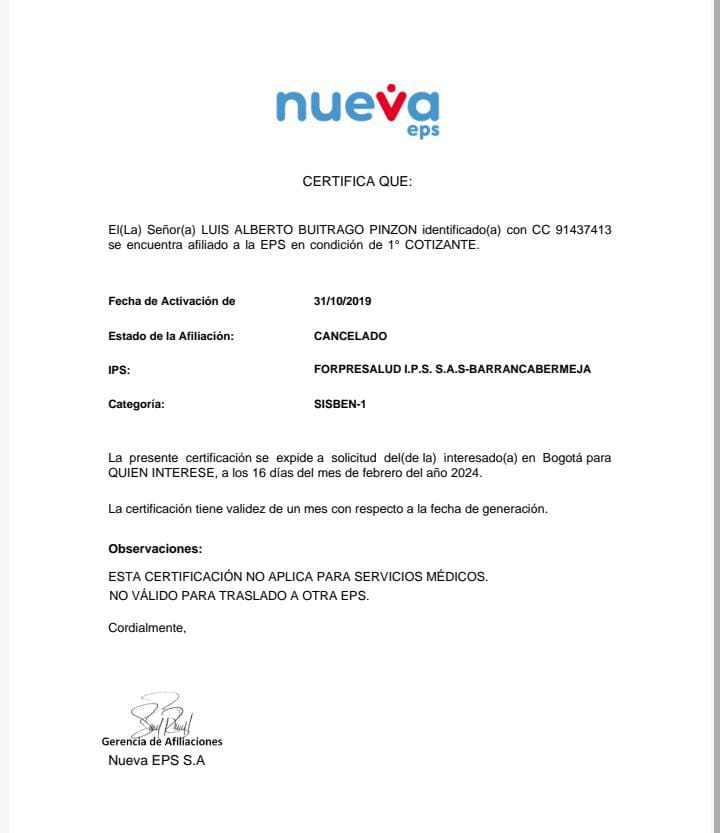 nueva
eps
CERTIFICA QUE:
El(La) Señor(a) LUIS ALBERTO BUITRAGO PINZON identificado(a) con CC 91437413
se encuentra afiliado a la EPS en condición de 1° COTIZANTE.
Fecha de Activación de 31/10/2019
Estado de la Afiliación: CANCELADO
IPS: FORPRESALUD I.P.S. S.A.S-BARRANCABERMEJA
Categoría: SISBEN-1
La presente certificación se expide a solicitud del(de la) interesado(a) en Bogotá para
QUIEN INTERESE, a los 16 días del mes de febrero del año 2024.
La certificación tiene validez de un mes con respecto a la fecha de generación.
Observaciones:
ESTA CERTIFICACIÓN NO APLICA PARA SERVICIOS MÉDICOS.
NO VÁLIDO PARA TRASLADO A OTRA EPS.
Cordialmente,
Gerencia de Afiliaciones
Nueva EPS S.A